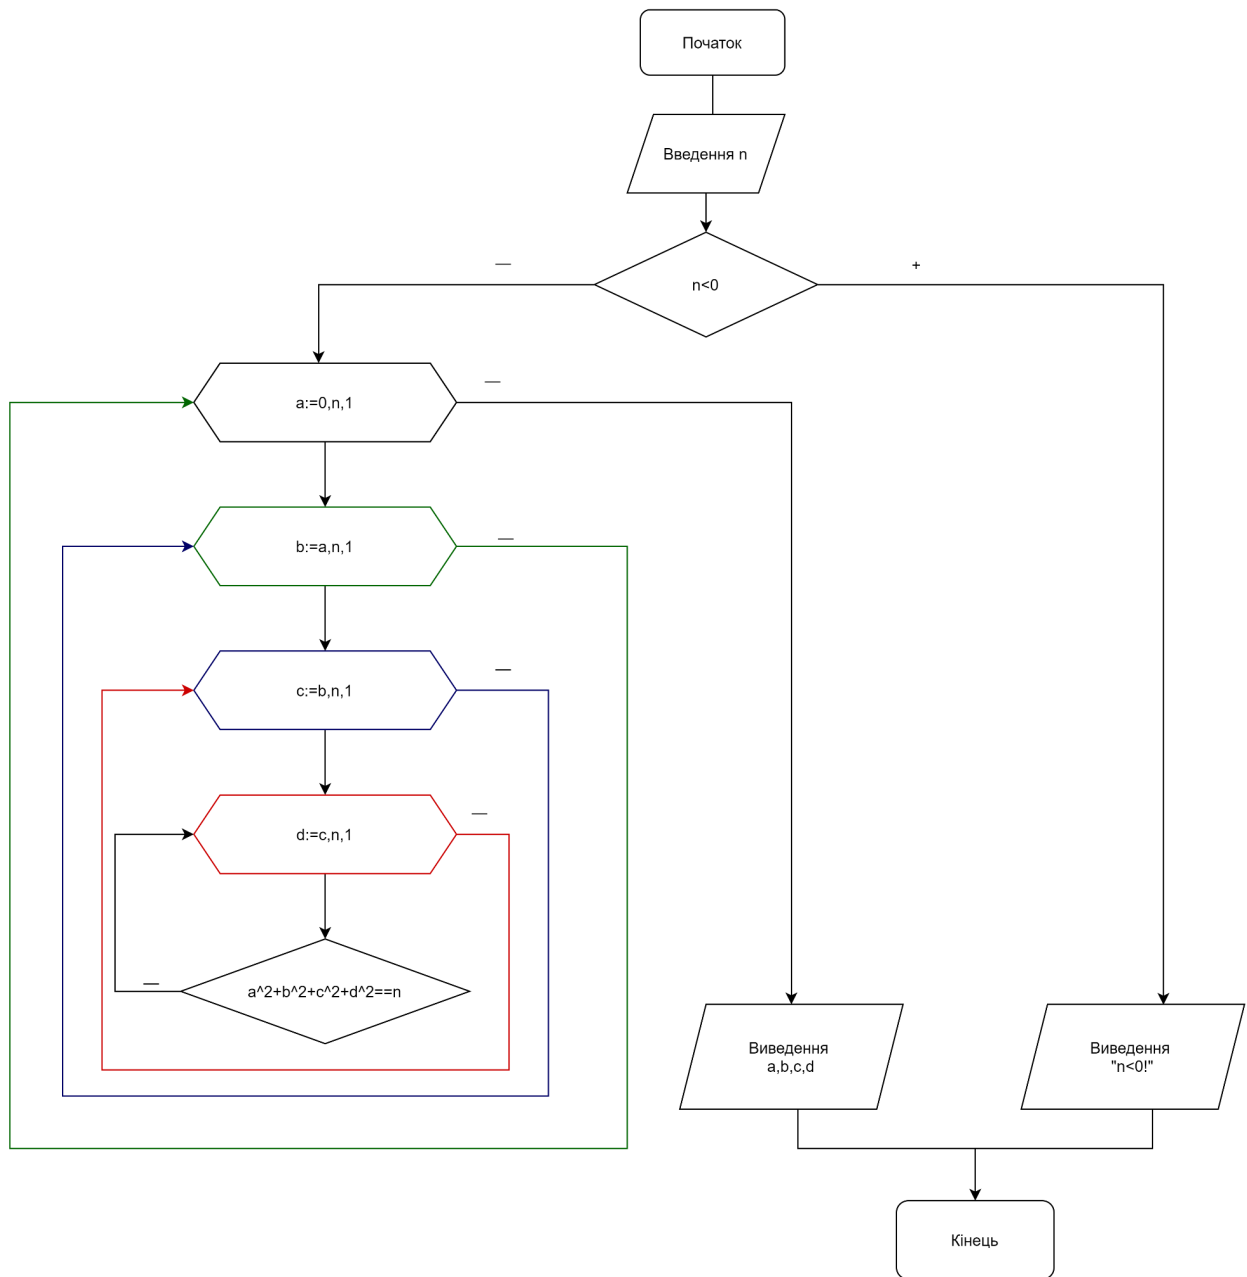 Початок
Введення n
—
+
n<0
—
a:=0,n,1
—
b:=a,n,1
—
c:=b,n,1
—
d:=c,n,1
—
a^2+b^2+c^2+d^2==n
Виведення
a,b,c,d
Виведення
"n<0!"
Кінець